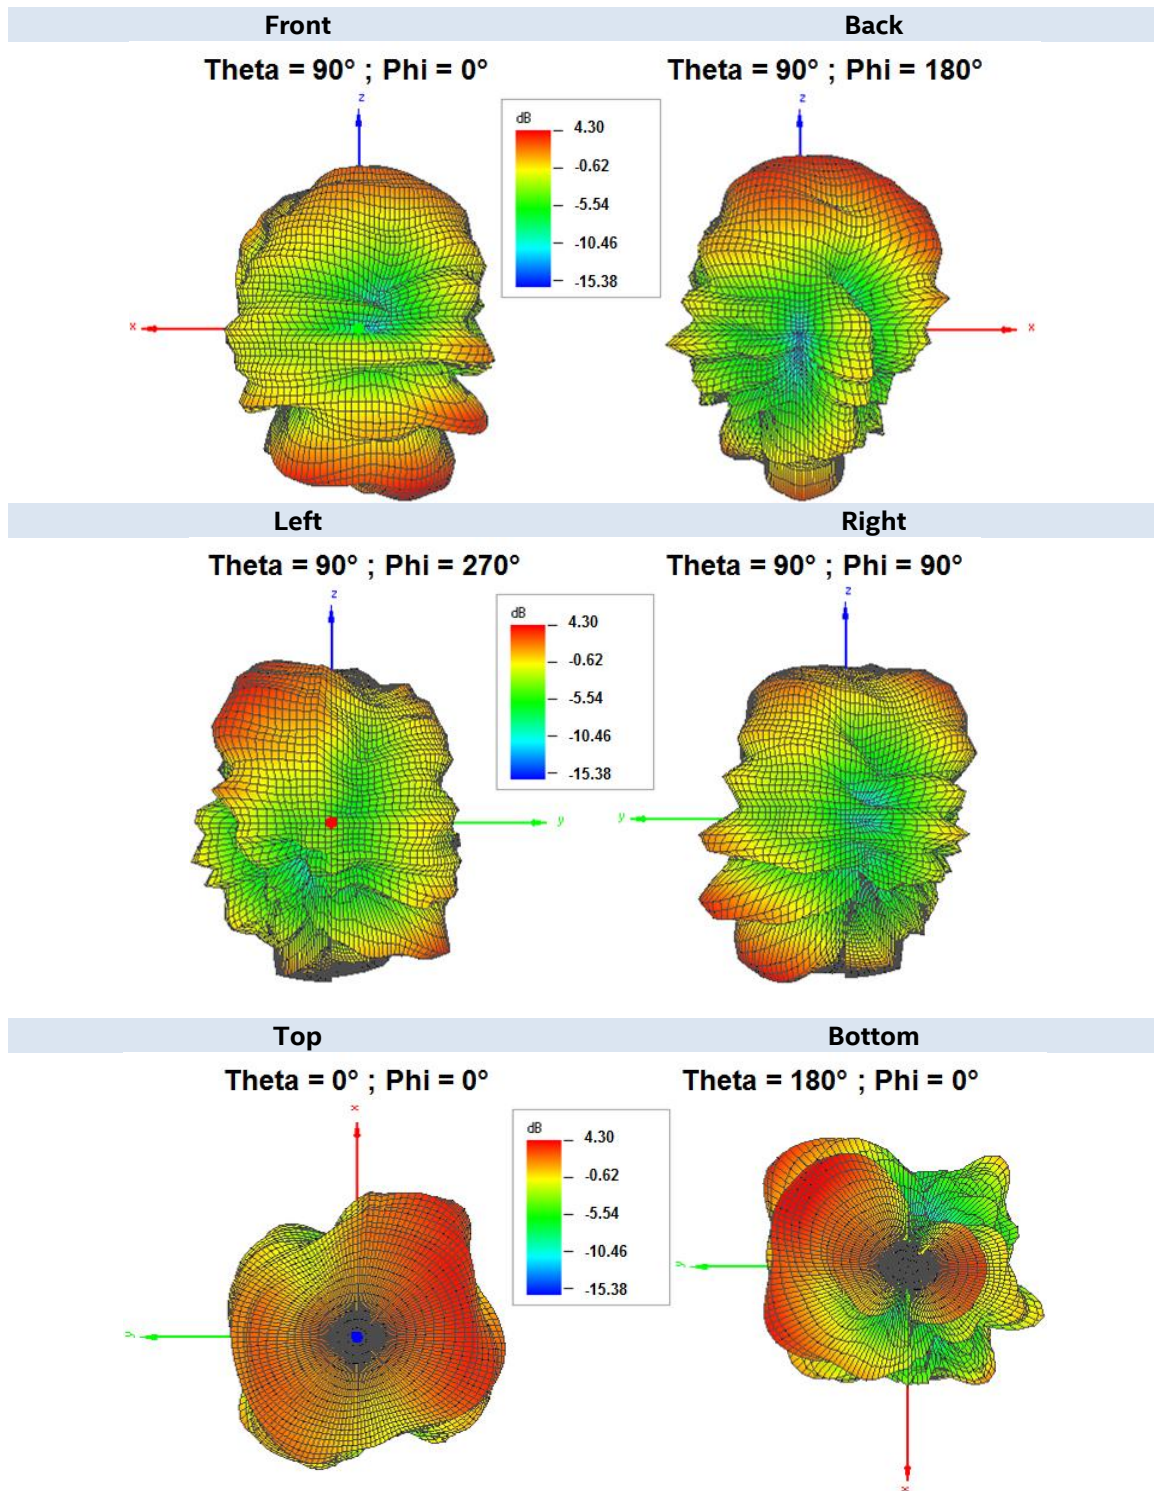 Front Back
Theta = 90° ; Phi = 0° Theta = 90° ; Phi = 180°
z z
dB
4.30
-0.62
-5.54
-10.46
-15.38
x x
Left Right
Theta = 90° ; Phi = 270° Theta = 90° ; Phi = 90°
z z
dB
4.30
-0.62
-5.54
-10.46
-15.38
y y
Top Bottom
Theta = 0° ; Phi = 0° Theta = 180° ; Phi = 0°
x
dB
4.30
-0.62
-5.54
-10.46
-15.38
y y
x